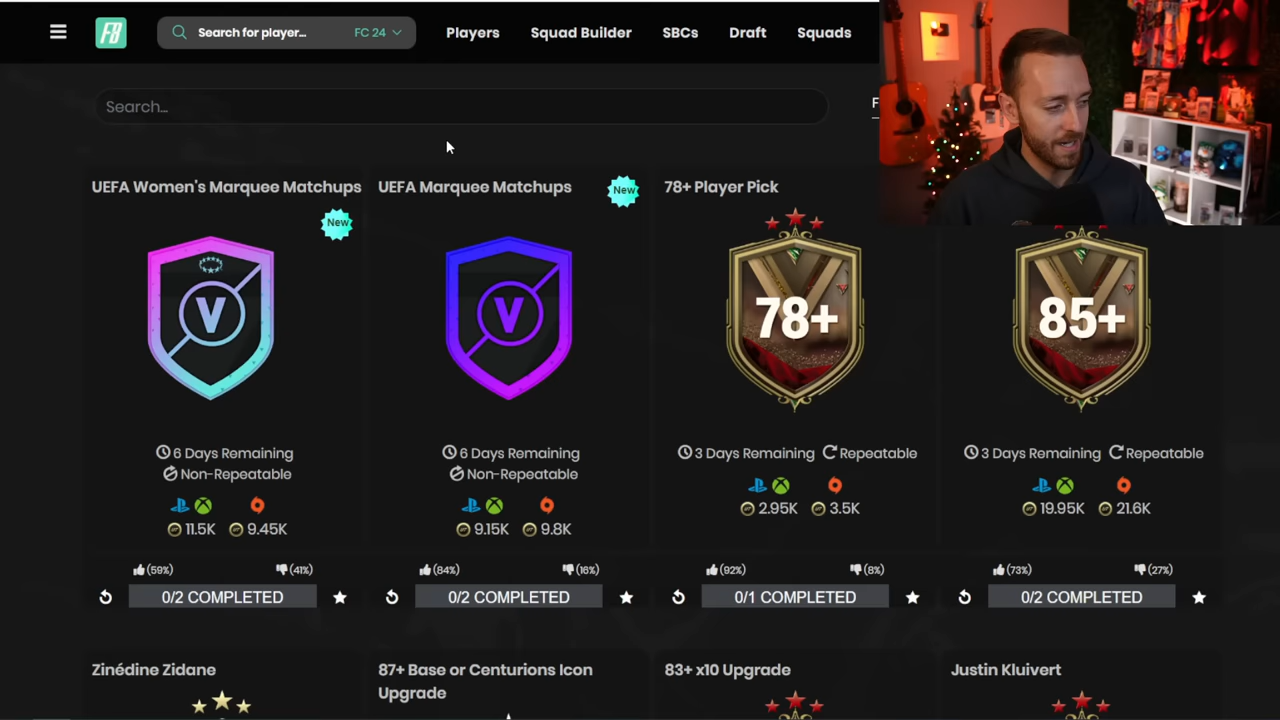 FB
Search for player...
FC 24
Players
Squad Builder
SBCs
Draft
Squads
Search...
F
UEFA Women's Marquee Matchups
New
V
6 Days Remaining
Non-Repeatable
11.5K
9.45K
(59%)
(41%)
0/2 COMPLETED
UEFA Marquee Matchups
New
V
6 Days Remaining
Non-Repeatable
9.15K
9.8K
(84%)
(16%)
0/2 COMPLETED
78+ Player Pick
78+
3 Days Remaining
Repeatable
2.95K
3.5K
(92%)
(8%)
0/1 COMPLETED
85+
3 Days Remaining
Repeatable
19.95K
21.6K
(73%)
(27%)
0/2 COMPLETED
Zinédine Zidane
87+ Base or Centurions Icon
Upgrade
83+ x10 Upgrade
Justin Kluivert